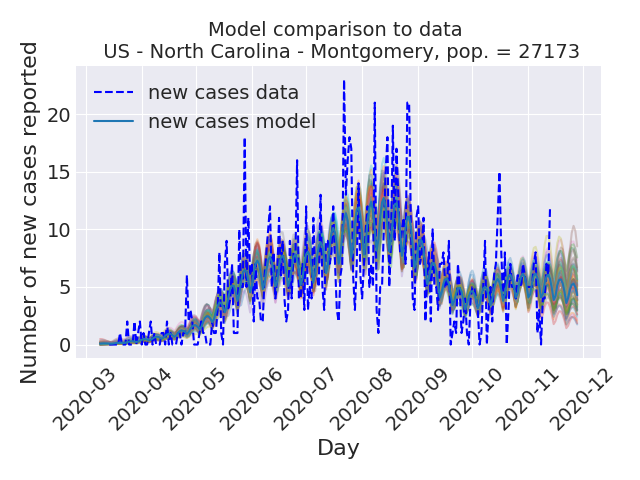 Model comparison to data
US - North Carolina - Montgomery, pop. = 27173
Number of new cases reported
20
15
10
5
0
new cases data
new cases model
2020-03
2020-04
2020-05
2020-06
2020-07
2020-08
2020-09
2020-10
2020-11
2020-12
Day